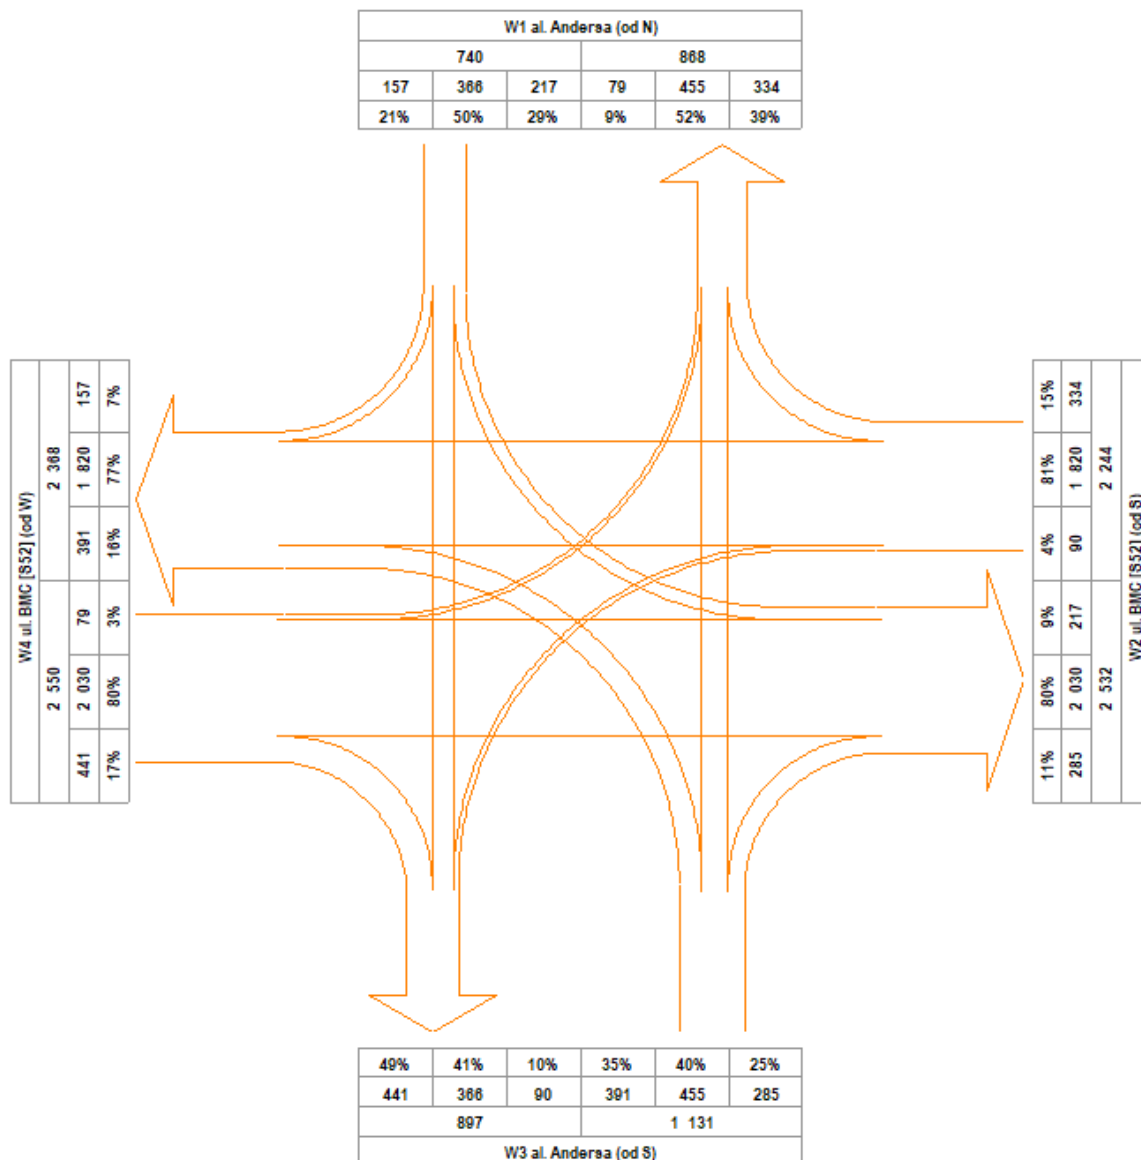 W1 al. Andersa (od N)
740 868
157 366 217 79 455 334
21% 50% 29% 9% 52% 39%
W4 ul. BMC [S52] (od W)
2 550 2 368
441 2 030 79 391 1 820 157
17% 80% 3% 16% 77% 7%
15% 81% 4% 9% 80% 11%
334 1 820 90 217 2 030 285
2 244 2 532
W2 ul. BMC [S52] (od S)
49% 41% 10% 35% 40% 25%
441 366 90 391 455 285
897 1 131
W3 al. Andersa (od S)